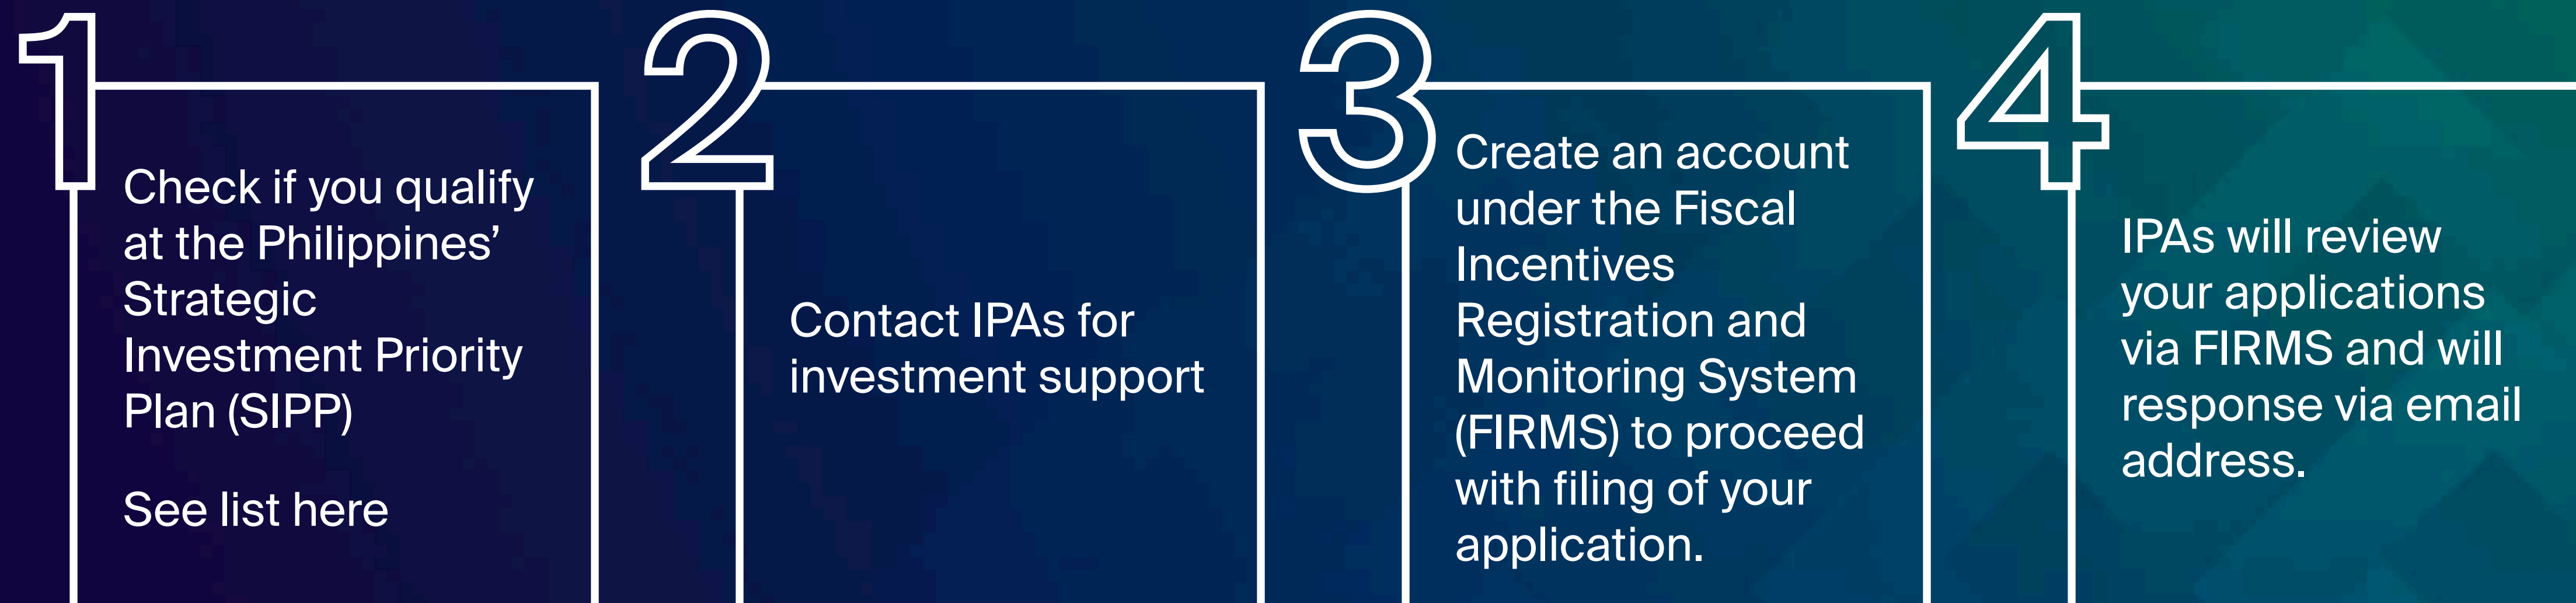 1
Check if you qualify
at the Philippines’
Strategic
Investment Priority
Plan (SIPP)
See list here
2
Contact IPAs for
investment support
3
Create an account
under the Fiscal
Incentives
Registration and
Monitoring System
(FIRMS) to proceed
with filing of your
application.
4
IPAs will review
your applications
via FIRMS and will
response via email
address.